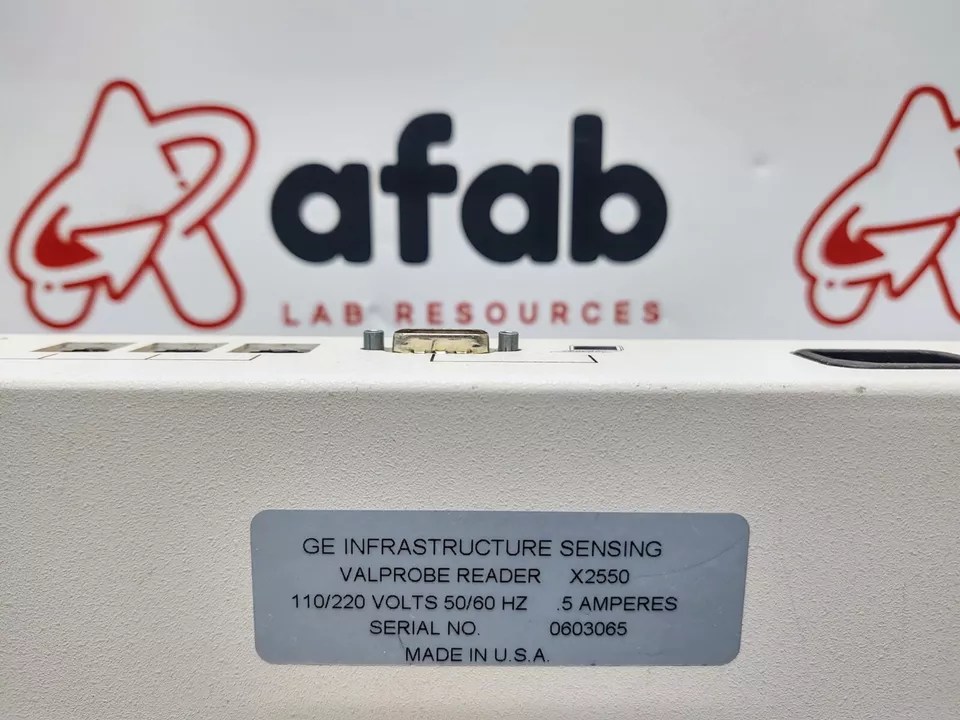 afab
LAB RESOURCES
GE INFRASTRUCTURE SENSING
VALPROBE READER X2550
110/220 VOLTS 50/60 HZ .5 AMPERES
SERIAL NO. 0603065
MADE IN U.S.A.